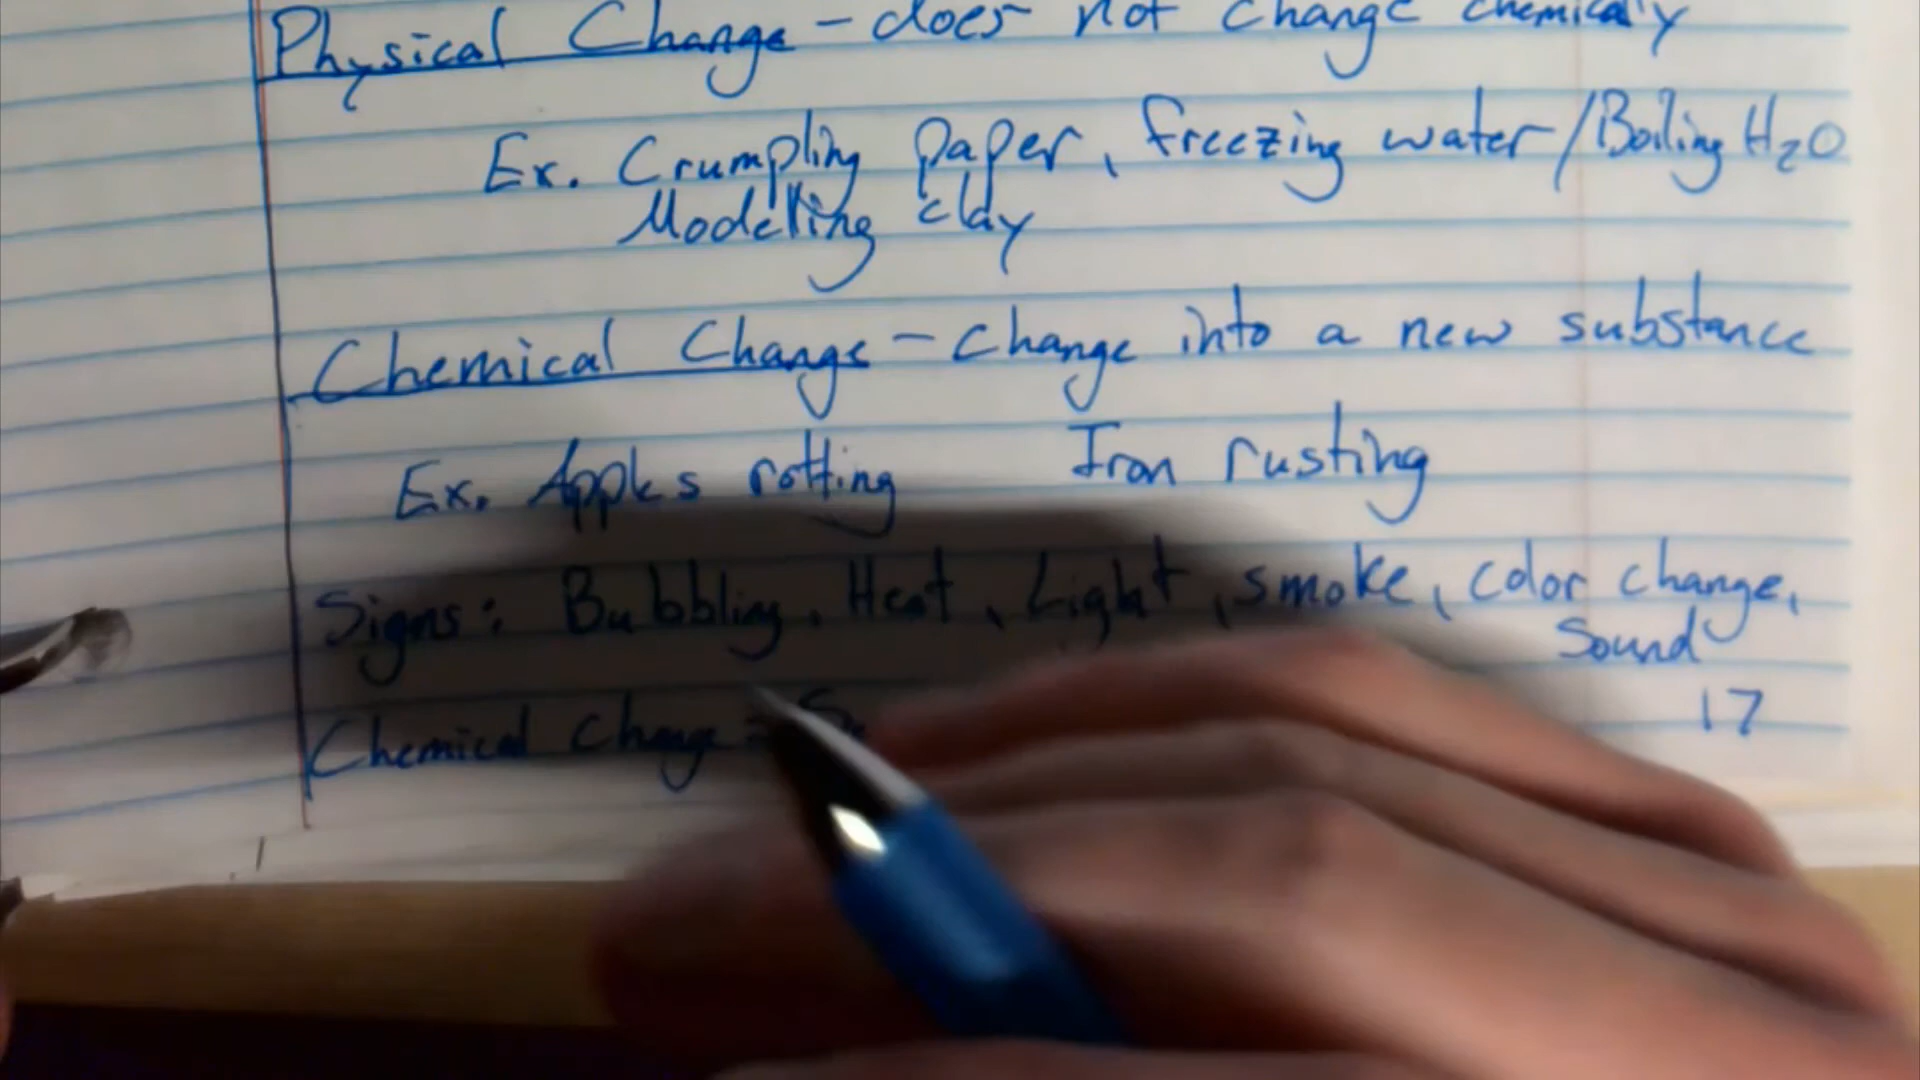 Physical Change - does not change chemically
Ex. Crumpling paper, freezing water/Boiling H2O
Modeling clay
Chemical Change - change into a new substance
Ex. Apples rotting Iron rusting
Signs: Bubbling, Heat, Light, smoke, color change,
Sound
Chemical Change =
17